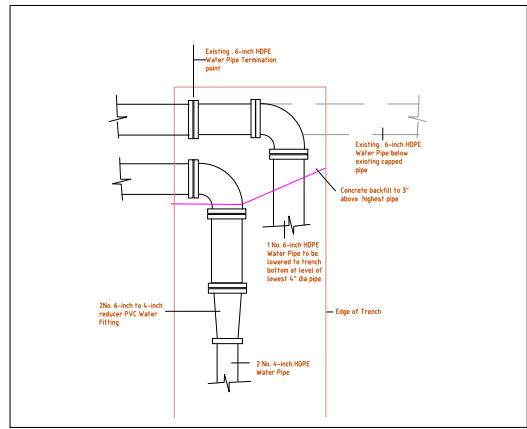 Existing . 6-inch HDPE
Water Pipe Termination
point
Existing . 6-inch HDPE
Water Pipe below
existing capped
pipe
Concrete backfill to 3"
above highest pipe
1 No. 6-inch HDPE
Water Pipe to be
lowered to trench
bottom at level of
lowest 4" dia pipe
2No. 6-inch to 4-inch
reducer PVC Water
Fitting
Edge of Trench
2 No. 4-inch HDPE
Water Pipe